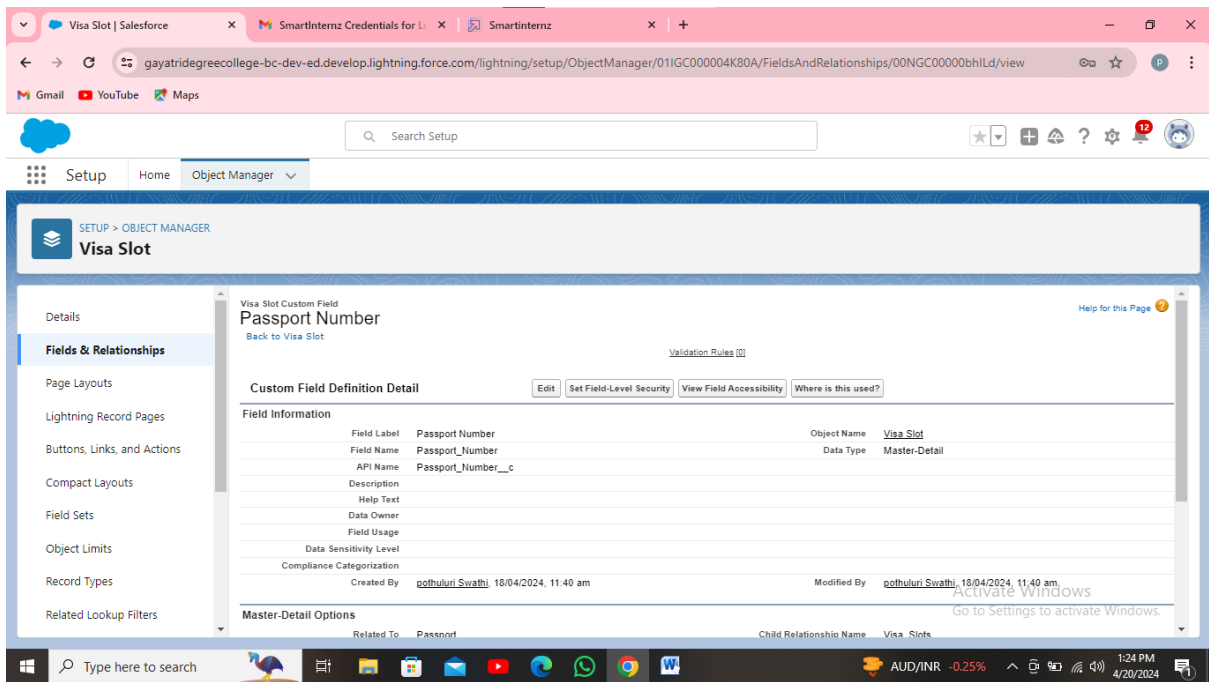 Visa Slot | Salesforce
SmartInternz Credentials for Lo
Smartinternz
gayatridegreecollege-bc-dev-ed.develop.lightning.force.com/lightning/setup/ObjectManager/01IGC000004K80A/FieldsAndRelationships/00NGC00000bhILd/view
P
Gmail YouTube Maps
Search Setup
12
Setup Home Object Manager
SETUP > OBJECT MANAGER
Visa Slot
Details
Fields & Relationships
Page Layouts
Lightning Record Pages
Buttons, Links, and Actions
Compact Layouts
Field Sets
Object Limits
Record Types
Related Lookup Filters
Visa Slot Custom Field
Passport Number
Back to Visa Slot
Help for this Page
Validation Rules [0]
Custom Field Definition Detail Edit Set Field-Level Security View Field Accessibility Where is this used?
Field Information
Field Label Passport Number Object Name Visa Slot
Field Name Passport_Number Data Type Master-Detail
API Name Passport_Number__c
Description
Help Text
Data Owner
Field Usage
Data Sensitivity Level
Compliance Categorization
Created By pothuluri Swathi, 18/04/2024, 11:40 am Modified By pothuluri Swathi, 18/04/2024, 11:40 am
Activate Windows
Go to Settings to activate Windows.
Master-Detail Options
Related To Passport Child Relationship Name Visa_Slots
Type here to search
AUD/INR -0.25%
1:24 PM
4/20/2024
1